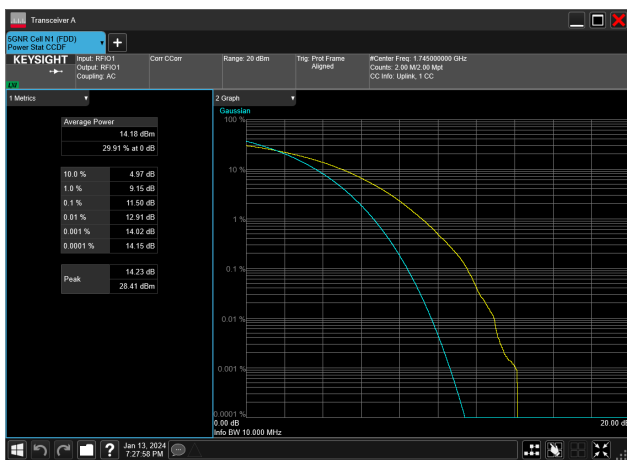 Transceiver A
5GNR Cell N1 (FDD)
Power Stat CCDF
KEYSIGHT
Input: RFIO1
Output: RFIO1
Coupling: AC
Corr CCorr
Range: 20 dBm
Trig: Prot Frame
Aligned
#Center Freq: 1.745000000 GHz
Counts: 2.00 M/2.00 Mpt
CC Info: Uplink, 1 CC
1 Metrics
Average Power
14.18 dBm
29.91 % at 0 dB
10.0 % 4.97 dB
1.0 % 9.15 dB
0.1 % 11.50 dB
0.01 % 12.91 dB
0.001 % 14.02 dB
0.0001 % 14.15 dB
Peak
14.23 dB
28.41 dBm
2 Graph
Gaussian
100 %
10 %
1 %
0.1 %
0.01 %
0.001 %
0.0001 %
0.00 dB
20.00 dB
Info BW 10.000 MHz
Jan 13, 2024
7:27:58 PM